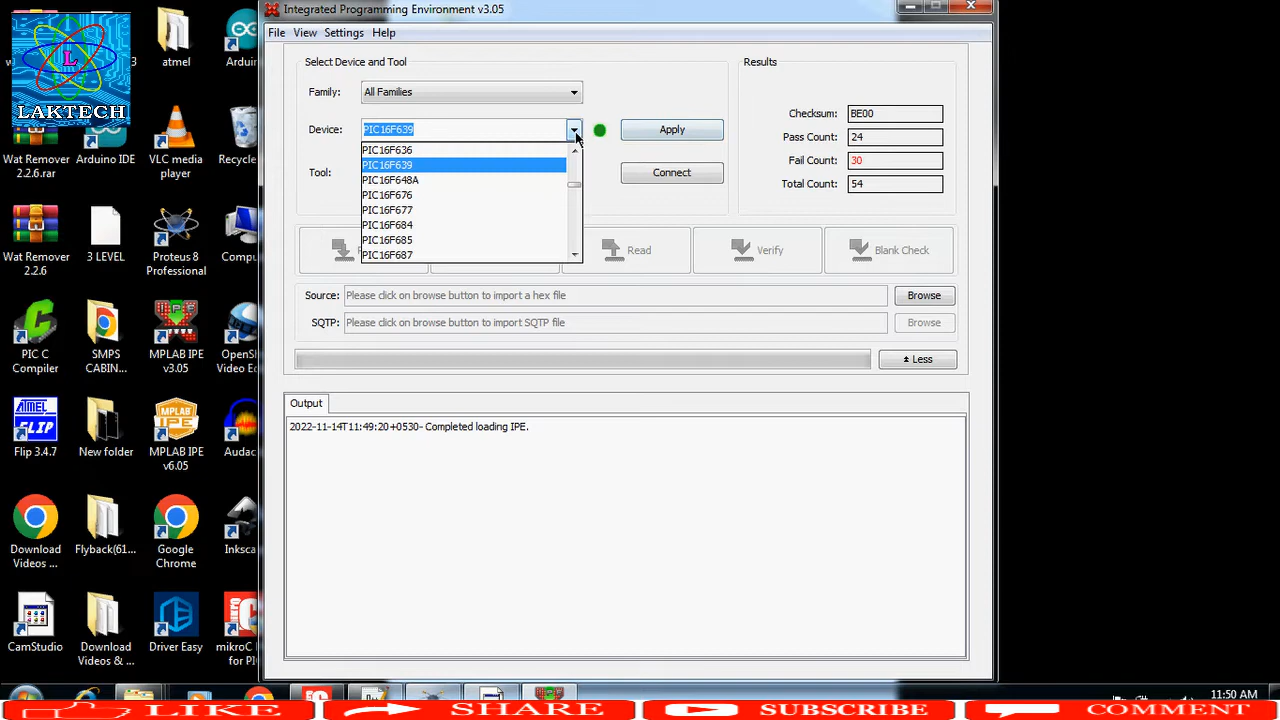 Integrated Programming Environment v3.05
File View Settings Help
Select Device and Tool
Family: All Families
Device: PIC16F639
Apply
PIC16F636
PIC16F639
PIC16F648A
PIC16F676
PIC16F677
PIC16F684
PIC16F685
PIC16F687
Tool:
Connect
Results
Checksum: BE00
Pass Count: 24
Fail Count: 30
Total Count: 54
Read
Verify
Blank Check
Source: Please click on browse button to import a hex file
Browse
SQTP: Please click on browse button to import SQTP file
Browse
Less
Output
2022-11-14T11:49:20+0530- Completed loading IPE.
L
LAKTECH
3
atmel
Arduin
Wat Remover
2.2.6.rar
Arduino IDE
VLC media
player
Recycle
Wat Remover
2.2.6
3 LEVEL
Proteus 8
Professional
Compu
PIC C
Compiler
SMPS
CABIN...
IPE
MPLAB IPE
v3.05
OpenSh
Video Ed
ATMEL
FLIP
Flip 3.4.7
New folder
MPLAB
IPE
MPLAB IPE
v6.05
Audac
Download
Videos ...
Flyback(61...
Google
Chrome
Inksca
CamStudio
Download
Videos & ...
Driver Easy
mikroC
for PI
11:50 AM
LIKE
SHARE
SUBSCRIBE
COMMENT